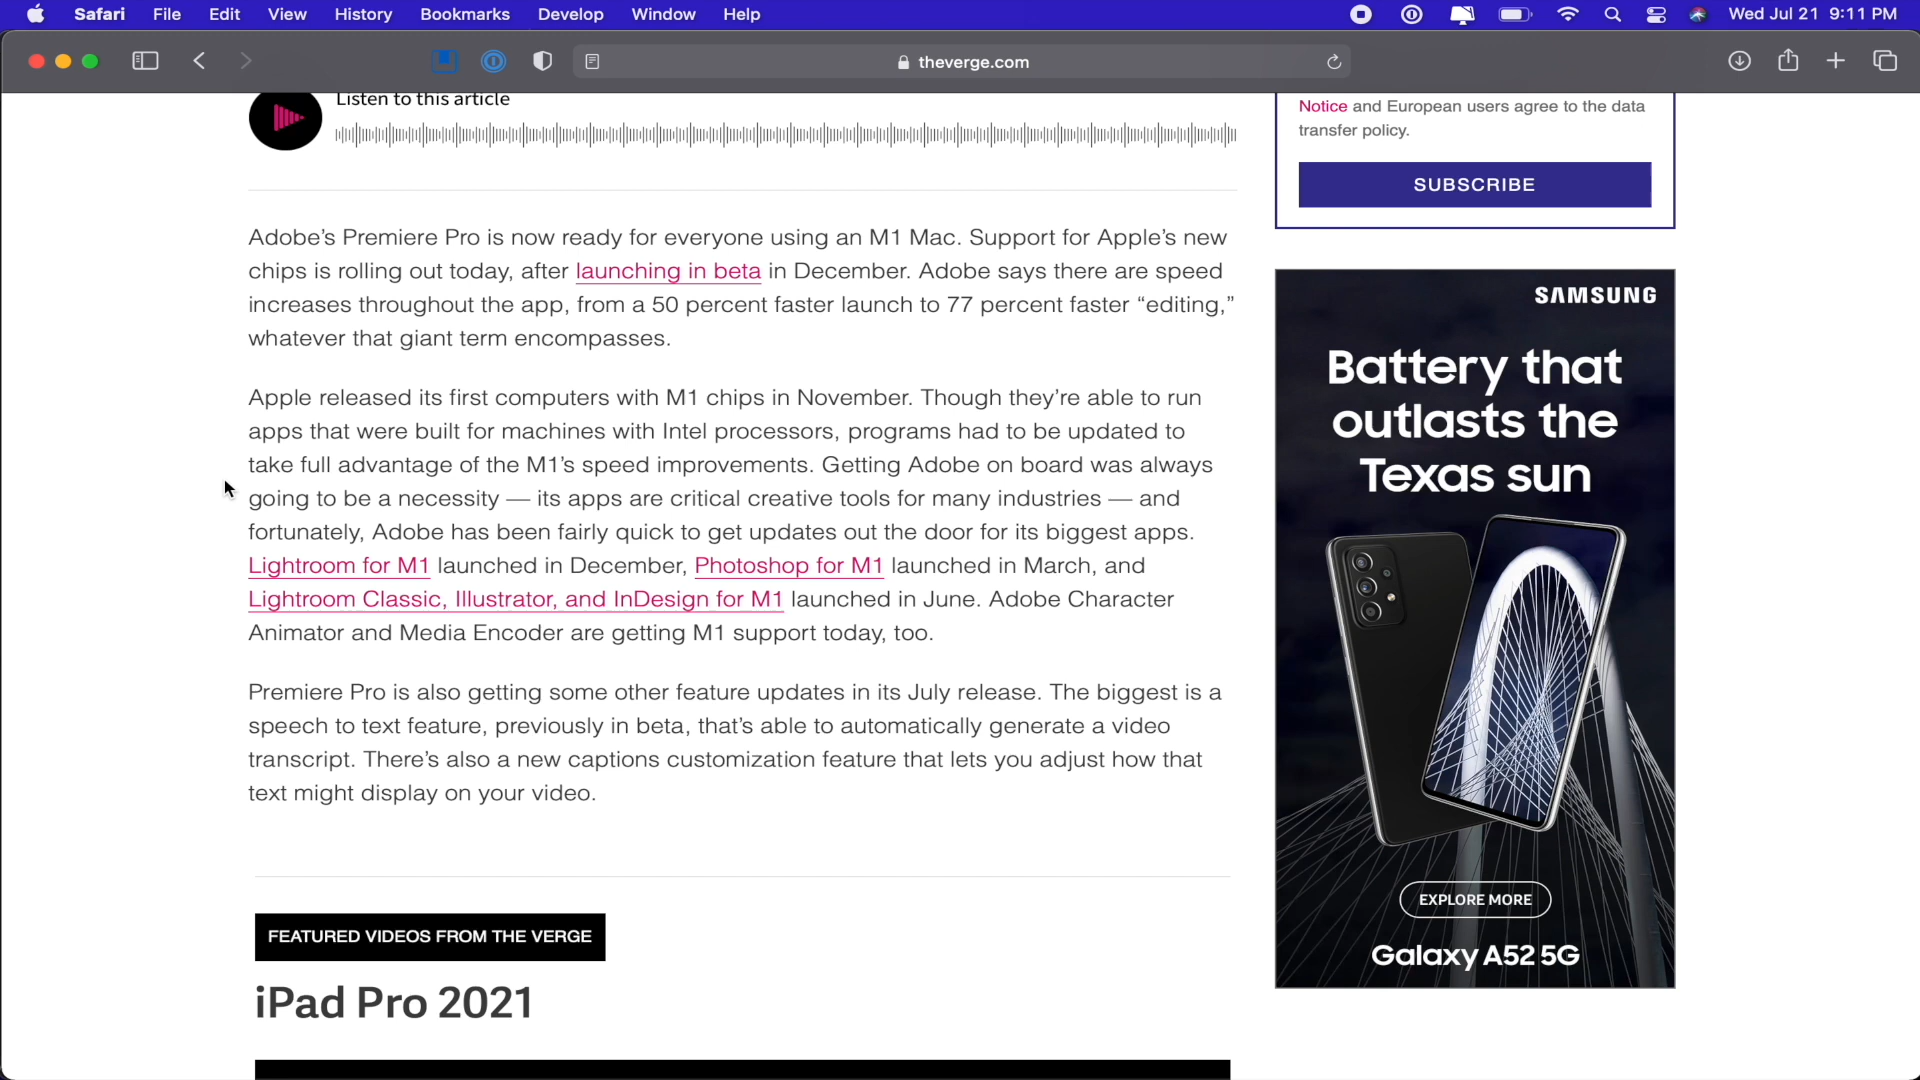 Safari File Edit View History Bookmarks Develop Window Help Wed Jul 21 9:11 PM
theverge.com
Listen to this article
Adobe’s Premiere Pro is now ready for everyone using an M1 Mac. Support for Apple’s new
chips is rolling out today, after launching in beta in December. Adobe says there are speed
increases throughout the app, from a 50 percent faster launch to 77 percent faster “editing,”
whatever that giant term encompasses.
Apple released its first computers with M1 chips in November. Though they’re able to run
apps that were built for machines with Intel processors, programs had to be updated to
take full advantage of the M1’s speed improvements. Getting Adobe on board was always
going to be a necessity — its apps are critical creative tools for many industries — and
fortunately, Adobe has been fairly quick to get updates out the door for its biggest apps.
Lightroom for M1 launched in December, Photoshop for M1 launched in March, and
Lightroom Classic, Illustrator, and InDesign for M1 launched in June. Adobe Character
Animator and Media Encoder are getting M1 support today, too.
Premiere Pro is also getting some other feature updates in its July release. The biggest is a
speech to text feature, previously in beta, that’s able to automatically generate a video
transcript. There’s also a new captions customization feature that lets you adjust how that
text might display on your video.
FEATURED VIDEOS FROM THE VERGE
iPad Pro 2021
Notice and European users agree to the data
transfer policy.
SUBSCRIBE
SAMSUNG
Battery that
outlasts the
Texas sun
EXPLORE MORE
Galaxy A52 5G